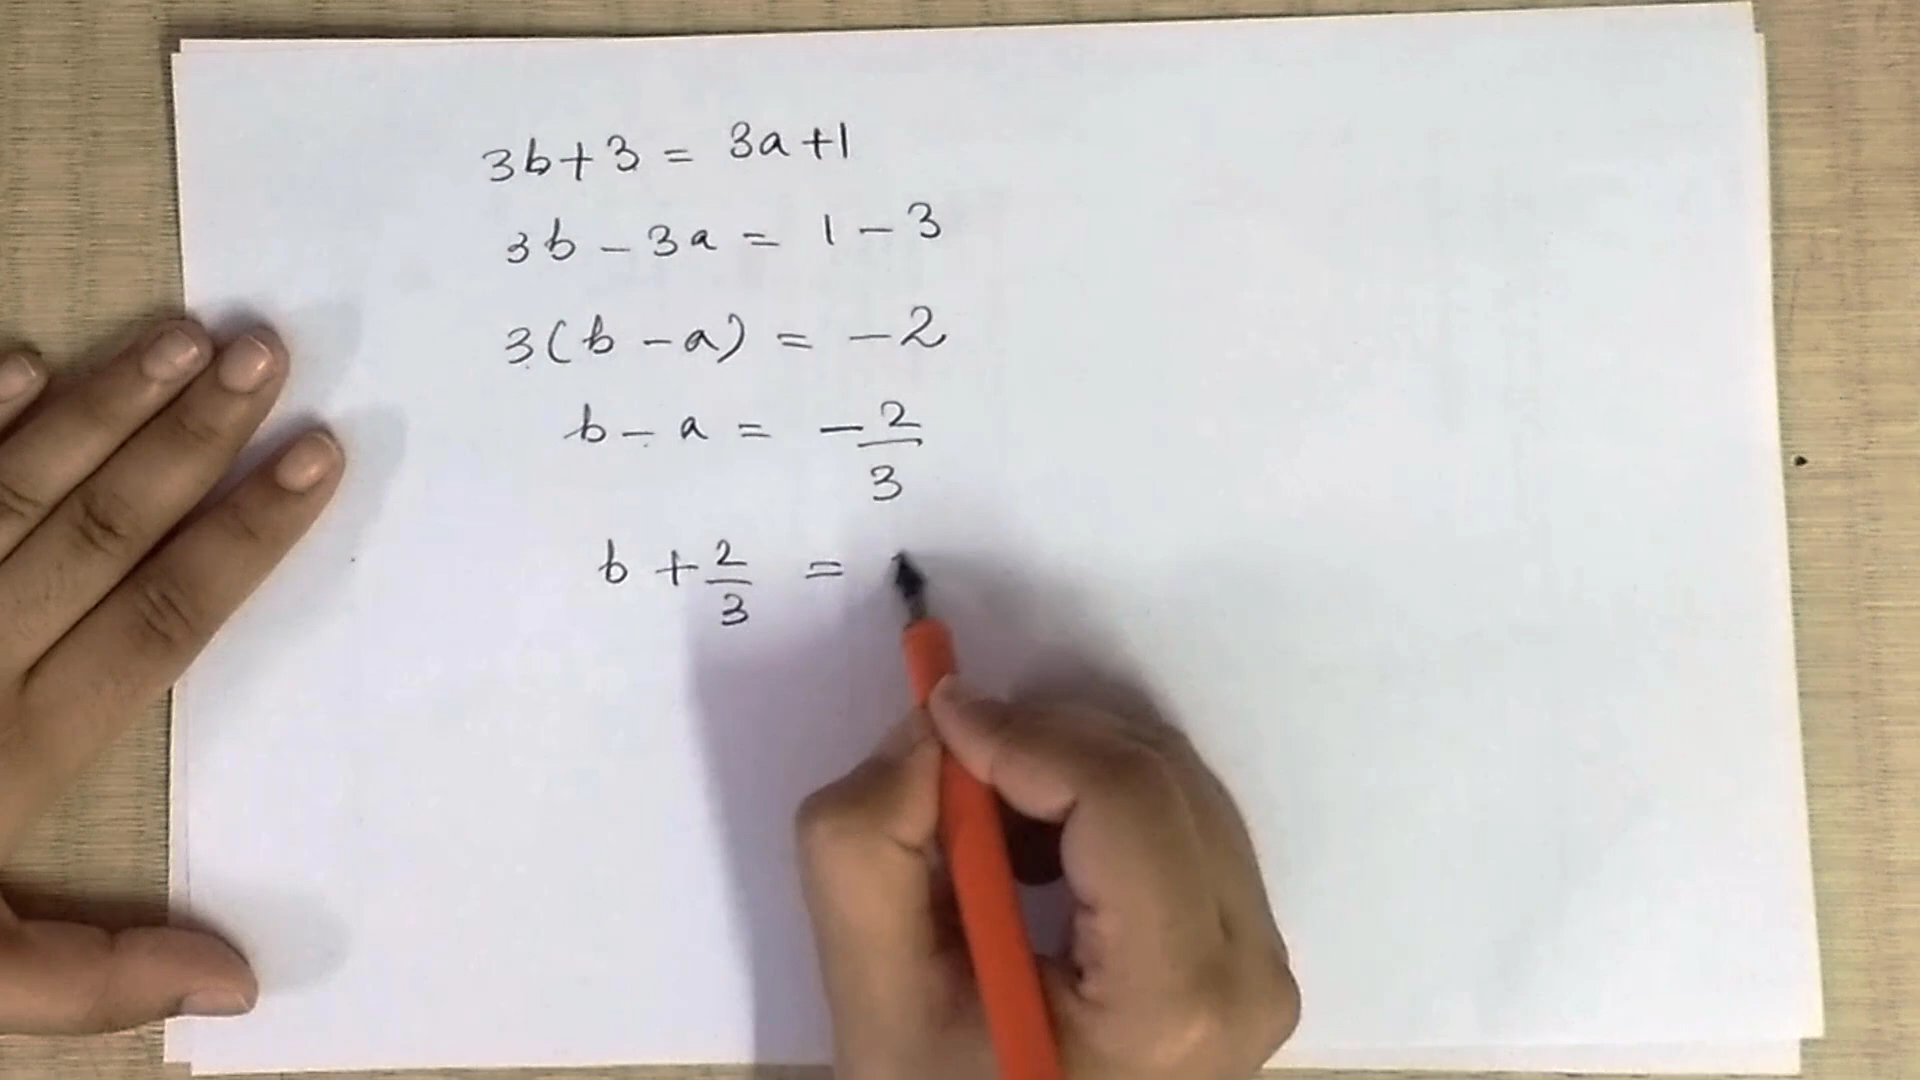 3b+3 = 3a+1
3b - 3a = 1 - 3
3(b - a) = -2
b - a = -2/3
b + 2/3 =